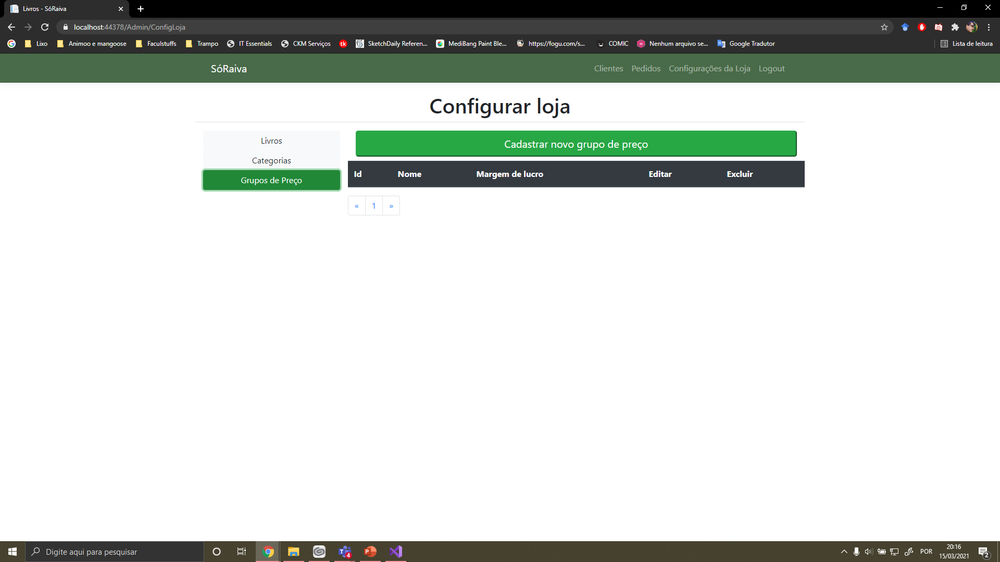 Livros - SóRaiva
localhost:44378/Admin/ConfigLoja
Lixo Animoo e mangoose Faculstuffs Trampo IT Essentials CKM Serviços tk SketchDaily Referen... MediBang Paint Ble... https://fogu.com/s... COMIC Nenhum arquivo se... Google Tradutor Lista de leitura
SóRaiva Clientes Pedidos Configurações da Loja Logout
Configurar loja
Livros
Categorias
Grupos de Preço
Cadastrar novo grupo de preço
Id Nome Margem de lucro Editar Excluir
« 1 »
Digite aqui para pesquisar
4
POR
20:16
15/03/2021
2